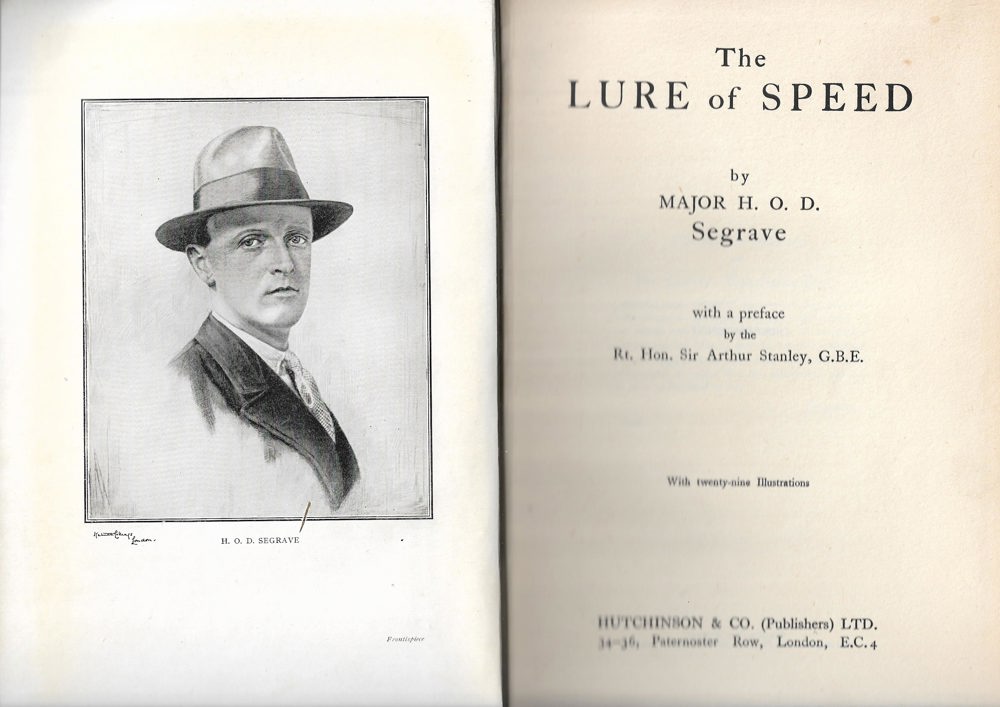 London.
H. O. D. SEGRAVE
Frontispiece
The
LURE of SPEED
by
MAJOR H. O. D.
Segrave
with a preface
by the
Rt. Hon. Sir Arthur Stanley, G.B.E.
With twenty-nine Illustrations
HUTCHINSON & CO. (Publishers) LTD.
34-36, Paternoster Row, London, E.C.4